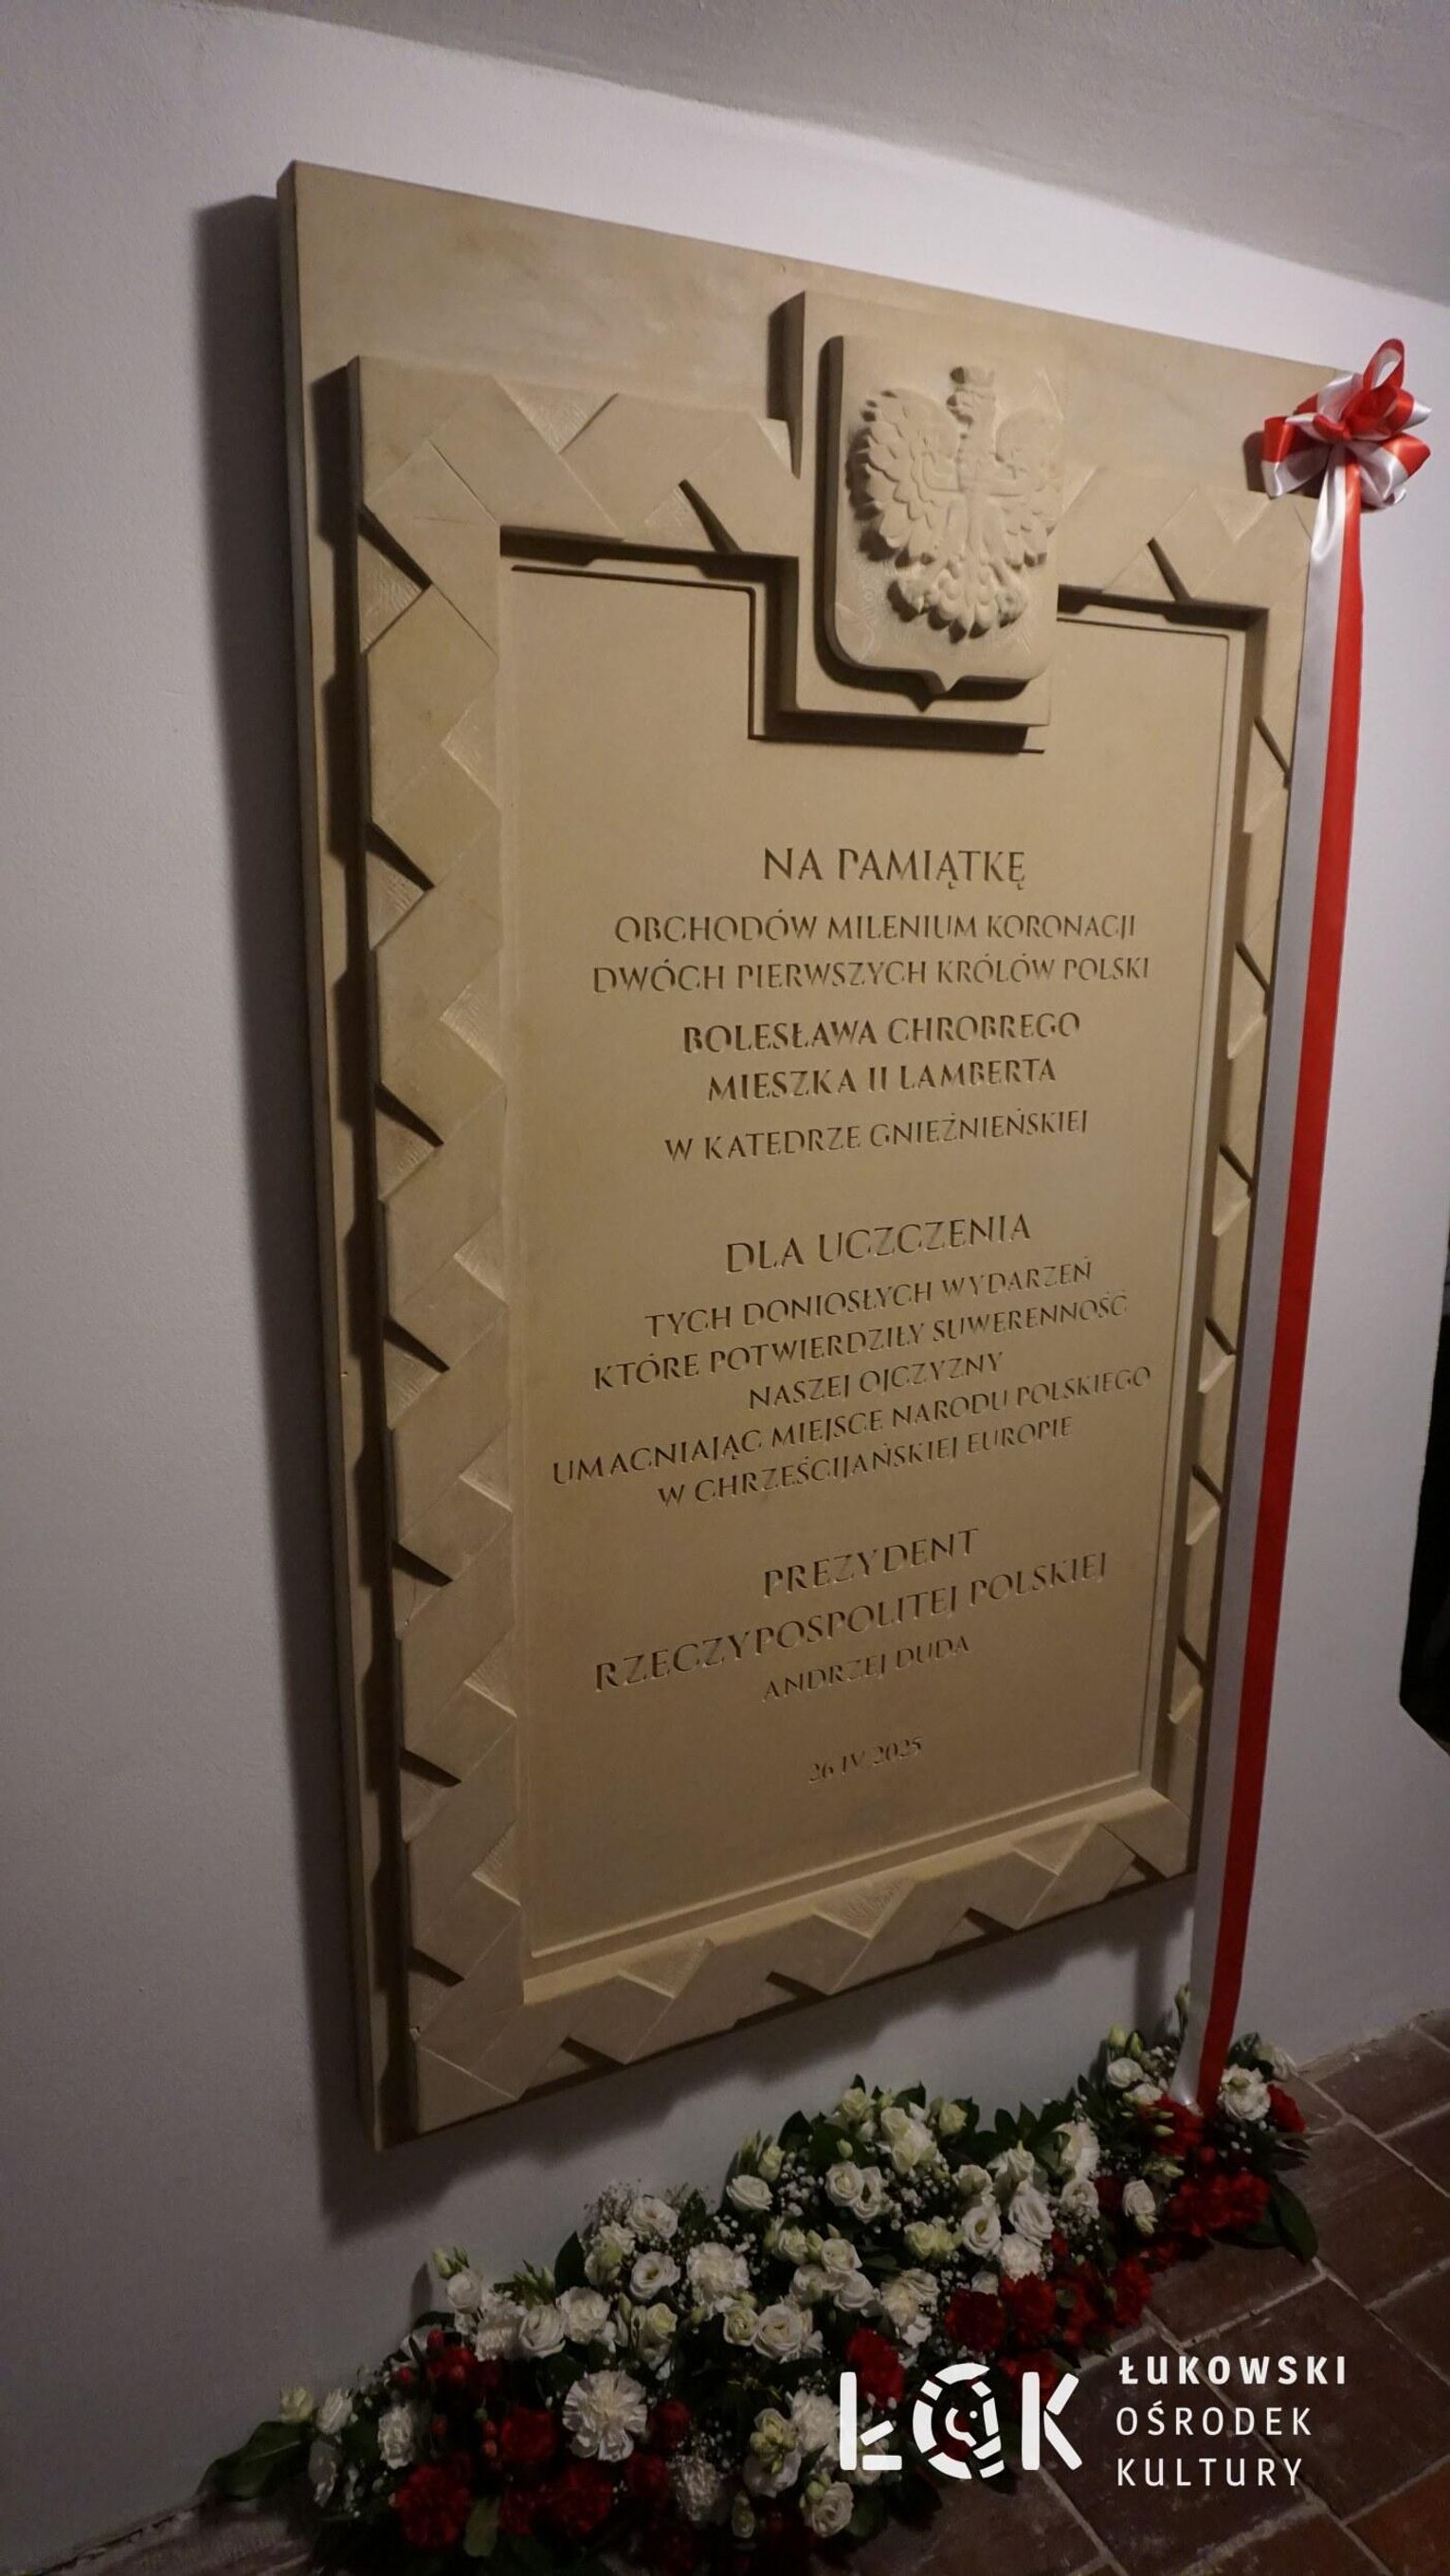 NA PAMIĄTKĘ
OBCHODÓW MILENIUM KORONACJI
DWÓCH PIERWSZYCH KRÓLÓW POLSKI
BOLESŁAWA CHROBREGO
MIESZKA II LAMBERTA
W KATEDRZE GNIEŹNIEŃSKIEJ
DLA UCZCZENIA
TYCH DONIOSŁYCH WYDARZEŃ
KTÓRE POTWIERDZIŁY SUWERENNOŚĆ
NASZEJ OJCZYZNY
UMACNIAJĄC MIEJSCE NARODU POLSKIEGO
W CHRZEŚCIJAŃSKIEJ EUROPIE
PREZYDENT
RZECZYPOSPOLITEJ POLSKIEJ
ANDRZEJ DUDA
26 IV 2025
ŁOK
ŁUKOWSKI
OŚRODEK
KULTURY